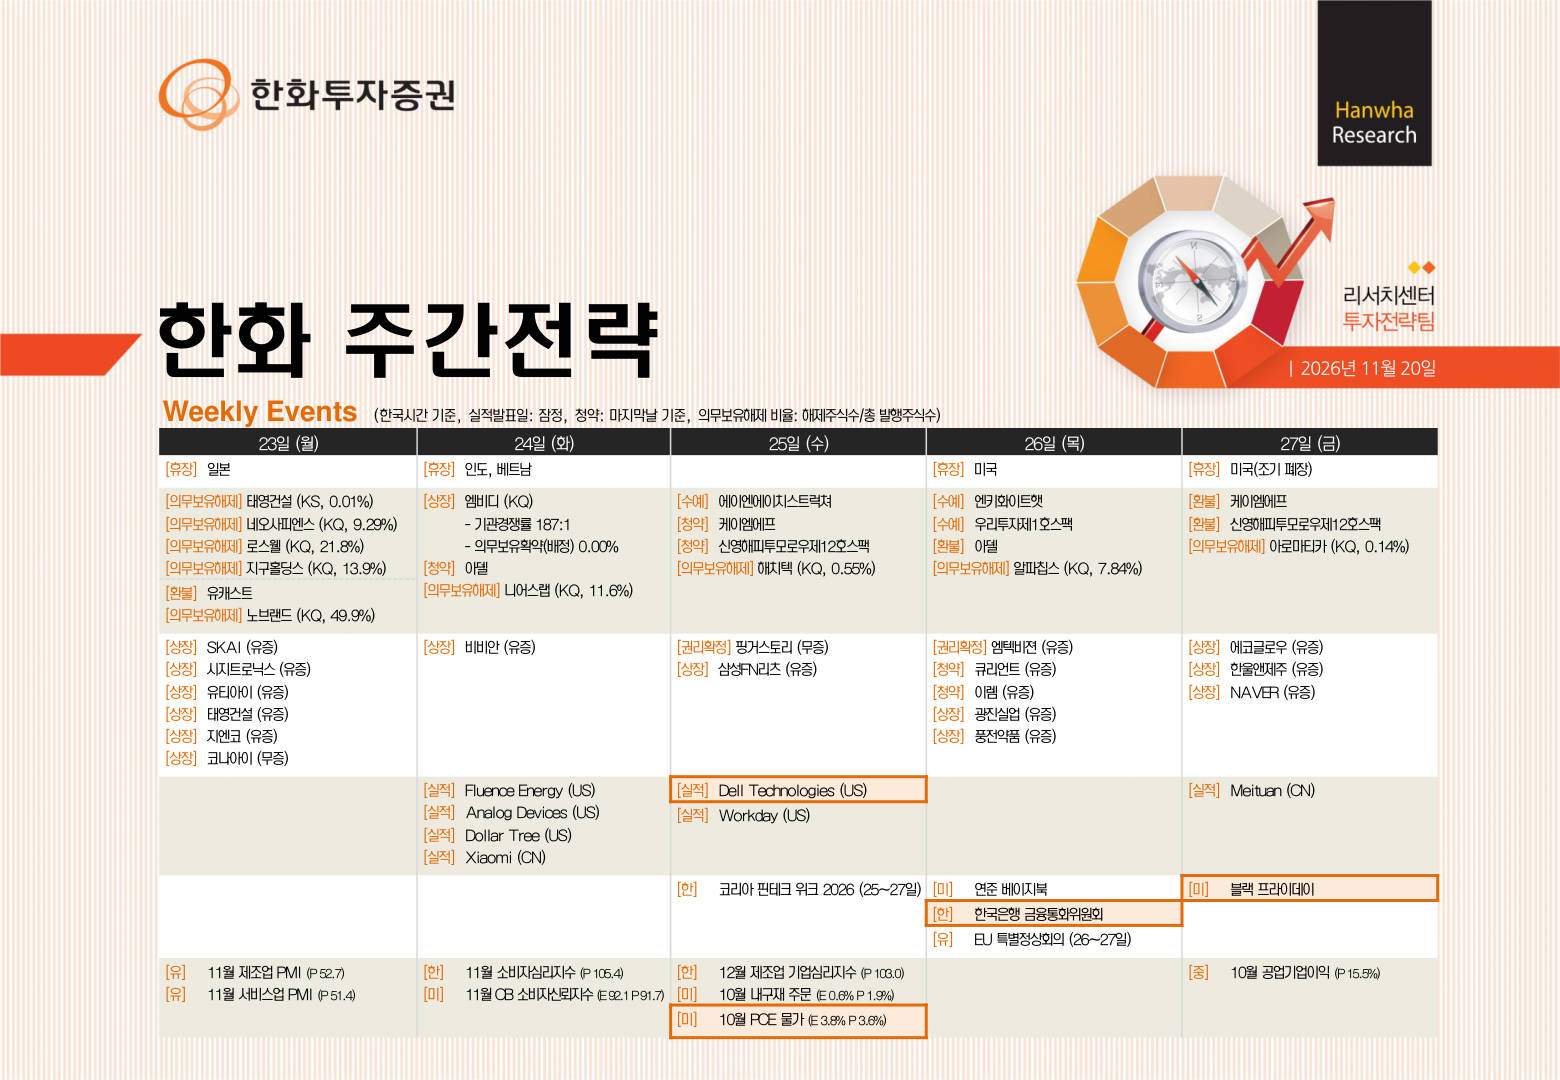 한화투자증권
Hanwha
Research
리서치센터
투자전략팀
| 2026년 11월 20일
한화 주간전략
Weekly Events (한국시간 기준, 실적발표일: 잠정, 청약: 마지막날 기준, 의무보유해제 비율: 해제주식수/총 발행주식수)
23일 (월)
24일 (화)
25일 (수)
26일 (목)
27일 (금)
[휴장] 일본
[휴장] 인도, 베트남
[휴장] 미국
[휴장] 미국(조기 폐장)
[의무보유해제] 태영건설 (KS, 0.01%)
[의무보유해제] 네오사피엔스 (KQ, 9.29%)
[의무보유해제] 로스웰 (KQ, 21.8%)
[의무보유해제] 지구홀딩스 (KQ, 13.9%)
[환불] 유캐스트
[의무보유해제] 노브랜드 (KQ, 49.9%)
[상장] 엠비디 (KQ)
- 기관경쟁률 187:1
- 의무보유확약(배정) 0.00%
[청약] 아델
[의무보유해제] 니어스랩 (KQ, 11.6%)
[수예] 에이엔에이치스트럭쳐
[청약] 케이엠에프
[청약] 신영해피투모로우제12호스팩
[의무보유해제] 해치텍 (KQ, 0.55%)
[수예] 엔키화이트햇
[수예] 우리투자제1호스팩
[환불] 아델
[의무보유해제] 알파칩스 (KQ, 7.84%)
[환불] 케이엠에프
[환불] 신영해피투모로우제12호스팩
[의무보유해제] 아로마티카 (KQ, 0.14%)
[상장] SKAI (유증)
[상장] 시지트로닉스 (유증)
[상장] 유티아이 (유증)
[상장] 태영건설 (유증)
[상장] 지엔코 (유증)
[상장] 코나아이 (무증)
[상장] 비비안 (유증)
[권리확정] 핑거스토리 (무증)
[상장] 삼성FN리츠 (유증)
[권리확정] 엠텍비젼 (유증)
[청약] 큐리언트 (유증)
[청약] 이렘 (유증)
[상장] 광진실업 (유증)
[상장] 풍전약품 (유증)
[상장] 에코글로우 (유증)
[상장] 한울앤제주 (유증)
[상장] NAVER (유증)
[실적] Fluence Energy (US)
[실적] Analog Devices (US)
[실적] Dollar Tree (US)
[실적] Xiaomi (CN)
[실적] Dell Technologies (US)
[실적] Workday (US)
[실적] Meituan (CN)
[한] 코리아 핀테크 위크 2026 (25~27일)
[미] 연준 베이지북
[한] 한국은행 금융통화위원회
[유] EU 특별정상회의 (26~27일)
[미] 블랙 프라이데이
[유] 11월 제조업 PMI (P 52.7)
[유] 11월 서비스업 PMI (P 51.4)
[한] 11월 소비자심리지수 (P 105.4)
[미] 11월 CB 소비자신뢰지수 (E 92.1 P 91.7)
[한] 12월 제조업 기업심리지수 (P 103.0)
[미] 10월 내구재 주문 (E 0.6% P 1.9%)
[미] 10월 PCE 물가 (E 3.8% P 3.6%)
[중] 10월 공업기업이익 (P 15.5%)